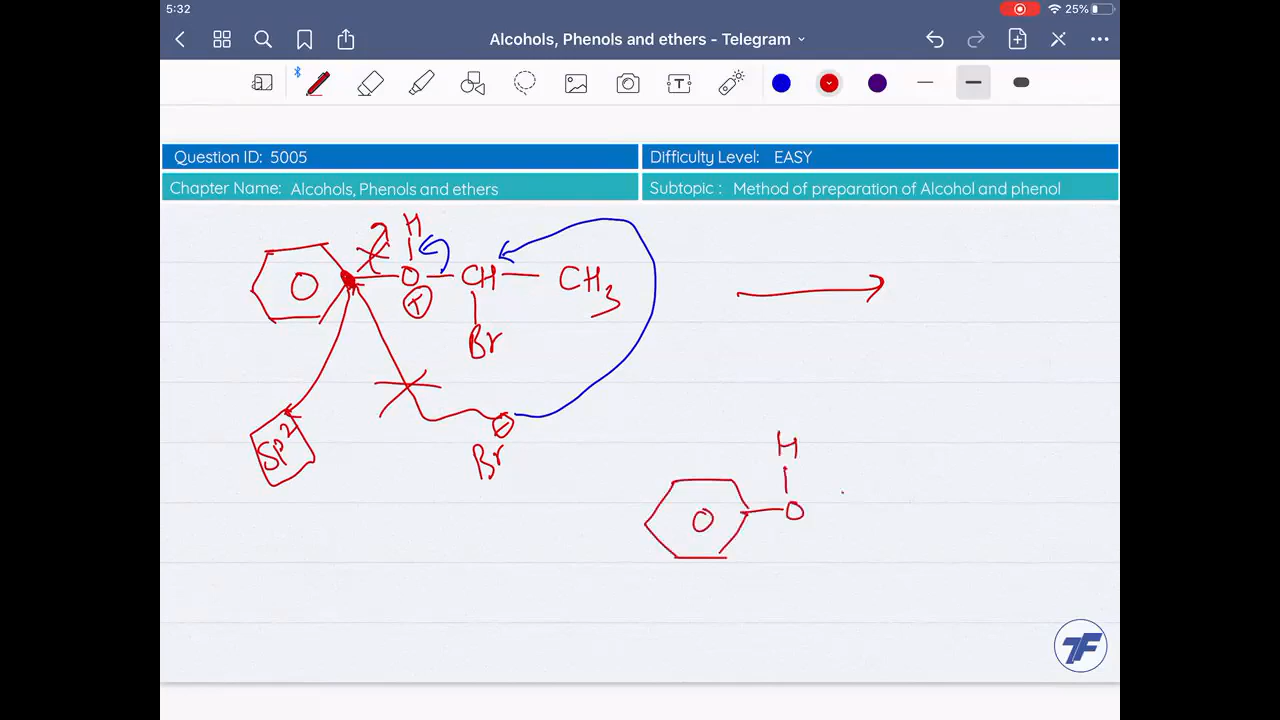 5:32
25%
Alcohols, Phenols and ethers - Telegram
T
Question ID: 5005
Difficulty Level: EASY
Chapter Name: Alcohols, Phenols and ethers
Subtopic : Method of preparation of Alcohol and phenol
H
O O CH CH3
+
Br
Sp2
Br
H
O O
TF